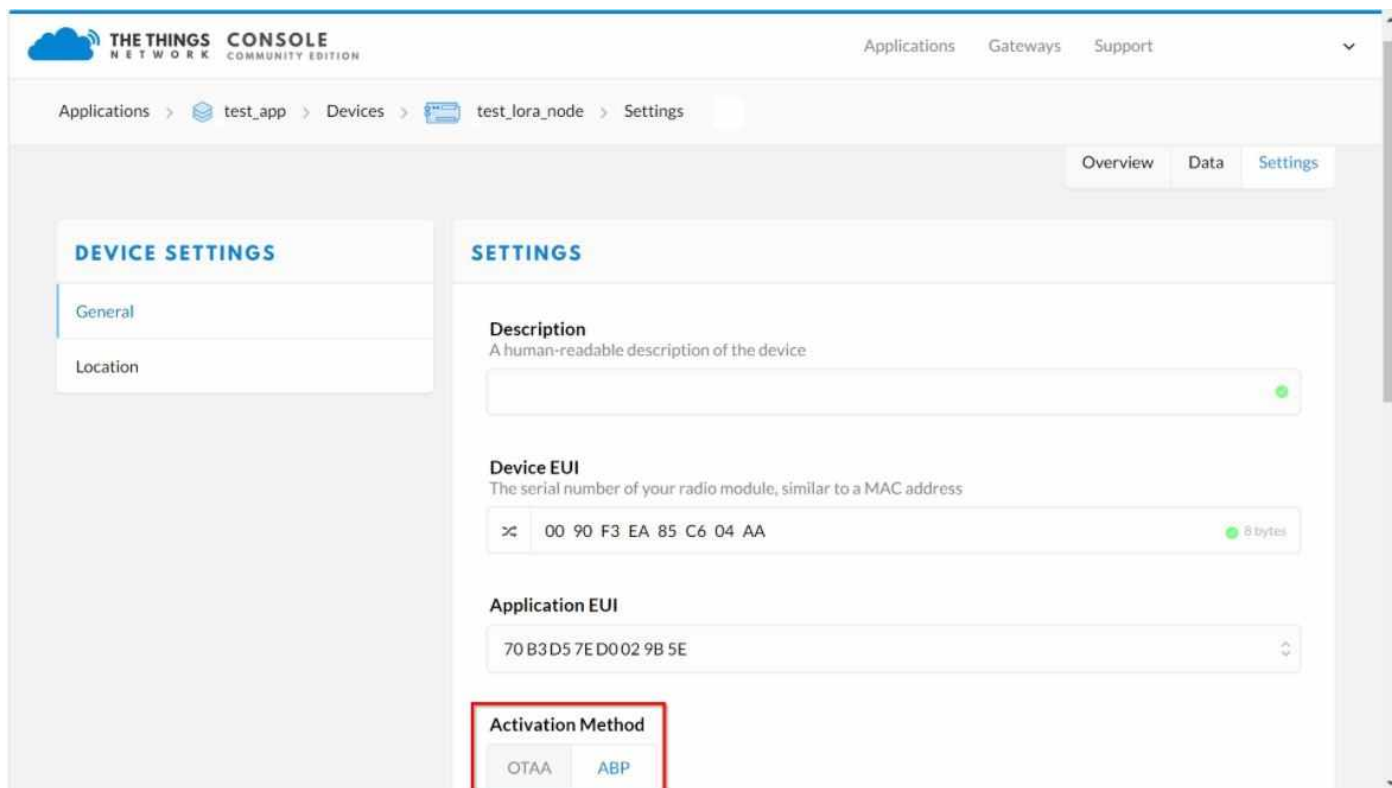 THE THINGS CONSOLE
NETWORK COMMUNITY EDITION
Applications Gateways Support
Applications > test_app > Devices > test_lora_node > Settings
Overview Data Settings
DEVICE SETTINGS
General
Location
SETTINGS
Description
A human-readable description of the device
Device EUI
The serial number of your radio module, similar to a MAC address
00 90 F3 EA 85 C6 04 AA 8 bytes
Application EUI
70 B3 D5 7E D0 02 9B 5E
Activation Method
OTAA ABP